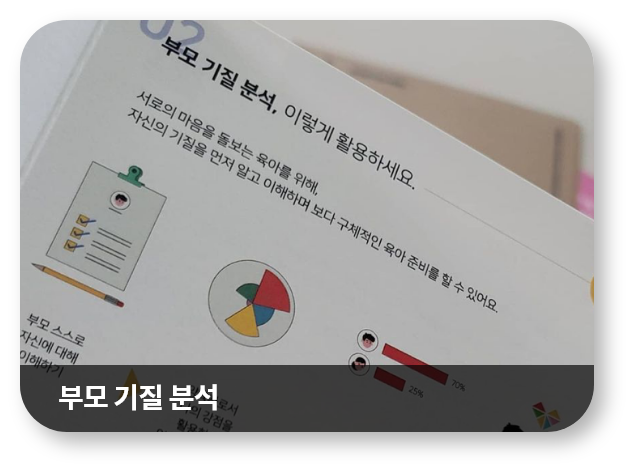 02
부모 기질 분석, 이렇게 활용하세요.
서로의 마음을 돌보는 육아를 위해,
자신의 기질을 먼저 알고 이해하며 보다 구체적인 육아 준비를 할 수 있어요.
부모 스스로
자신에 대해
이해하기
70%
25%
강점을
부모 기질 분석